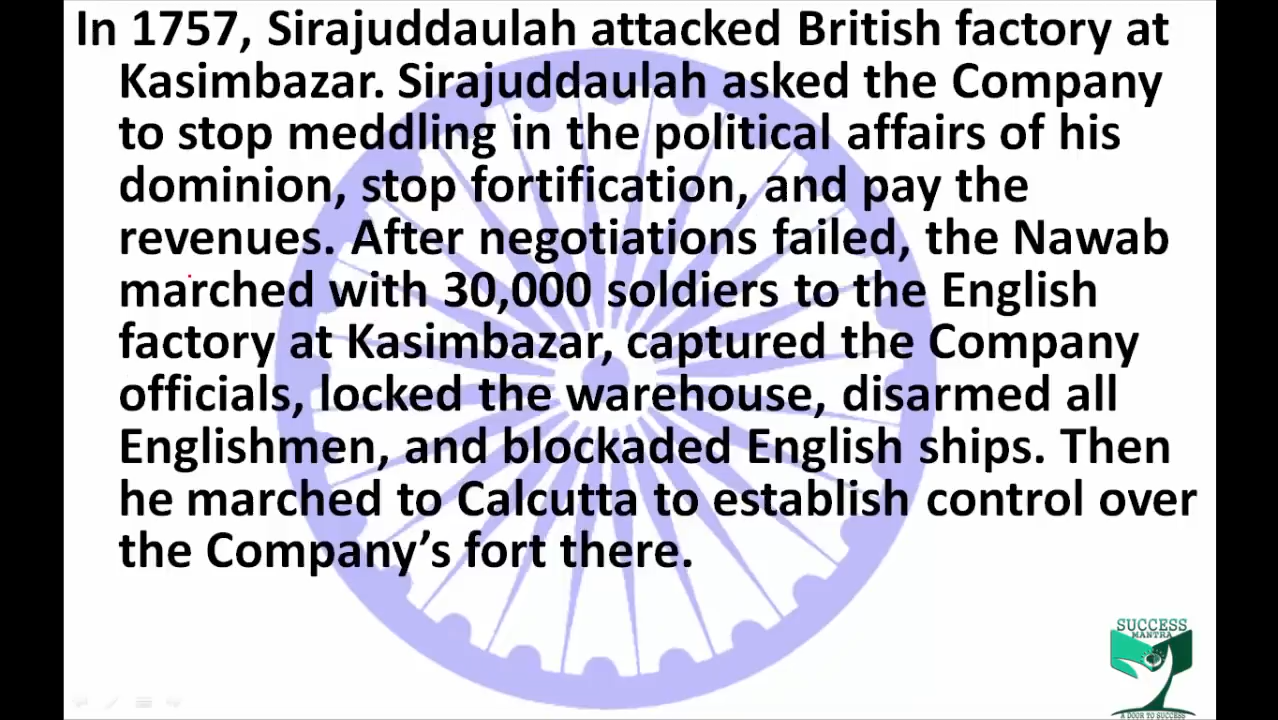 In 1757, Sirajuddaulah attacked British factory at
Kasimbazar. Sirajuddaulah asked the Company
to stop meddling in the political affairs of his
dominion, stop fortification, and pay the
revenues. After negotiations failed, the Nawab
marched with 30,000 soldiers to the English
factory at Kasimbazar, captured the Company
officials, locked the warehouse, disarmed all
Englishmen, and blockaded English ships. Then
he marched to Calcutta to establish control over
the Company’s fort there.
SUCCESS
MANTRA
A DOOR TO SUCCESS